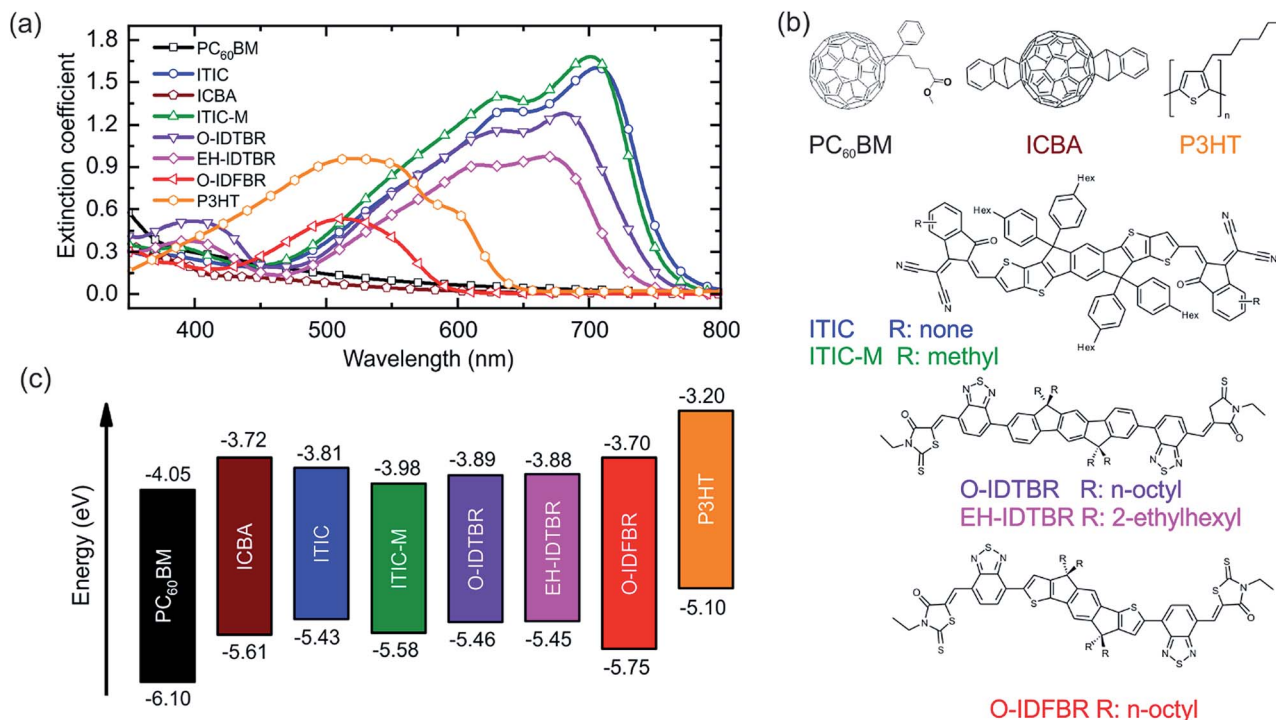 (a)
Extinction coefficient
1.8
1.5
1.2
0.9
0.6
0.3
0.0
PC60BM
ITIC
ICBA
ITIC-M
O-IDTBR
EH-IDTBR
O-IDFBR
P3HT
400 500 600 700 800
Wavelength (nm)
(b)
O
O
S
n
PC60BM ICBA P3HT
Hex
Hex
R
O
S
S
CN
CN
NC
NC
S
S
O
R
Hex
Hex
ITIC R: none
ITIC-M R: methyl
S
N N
R R
S
O
N
S
S
N
O
R R
N N
S
O-IDTBR R: n-octyl
EH-IDTBR R: 2-ethylhexyl
S
N N
R R
S
O
S
N
N
S
O
S
S
S
R R
N N
S
O-IDFBR R: n-octyl
(c)
Energy (eV)
-4.05
PC60BM
-6.10
-3.72
ICBA
-5.61
-3.81
ITIC
-5.43
-3.98
ITIC-M
-5.58
-3.89
O-IDTBR
-5.46
-3.88
EH-IDTBR
-5.45
-3.70
O-IDFBR
-5.75
-3.20
P3HT
-5.10